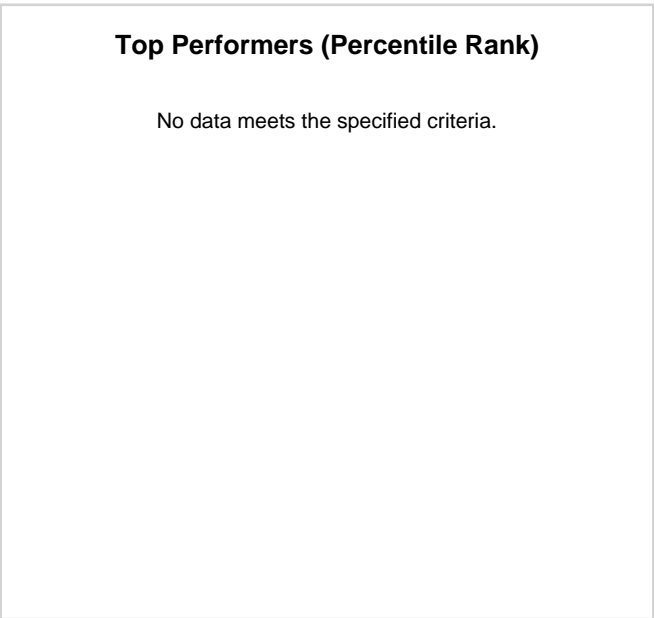 Top Performers (Percentile Rank)
No data meets the specified criteria.